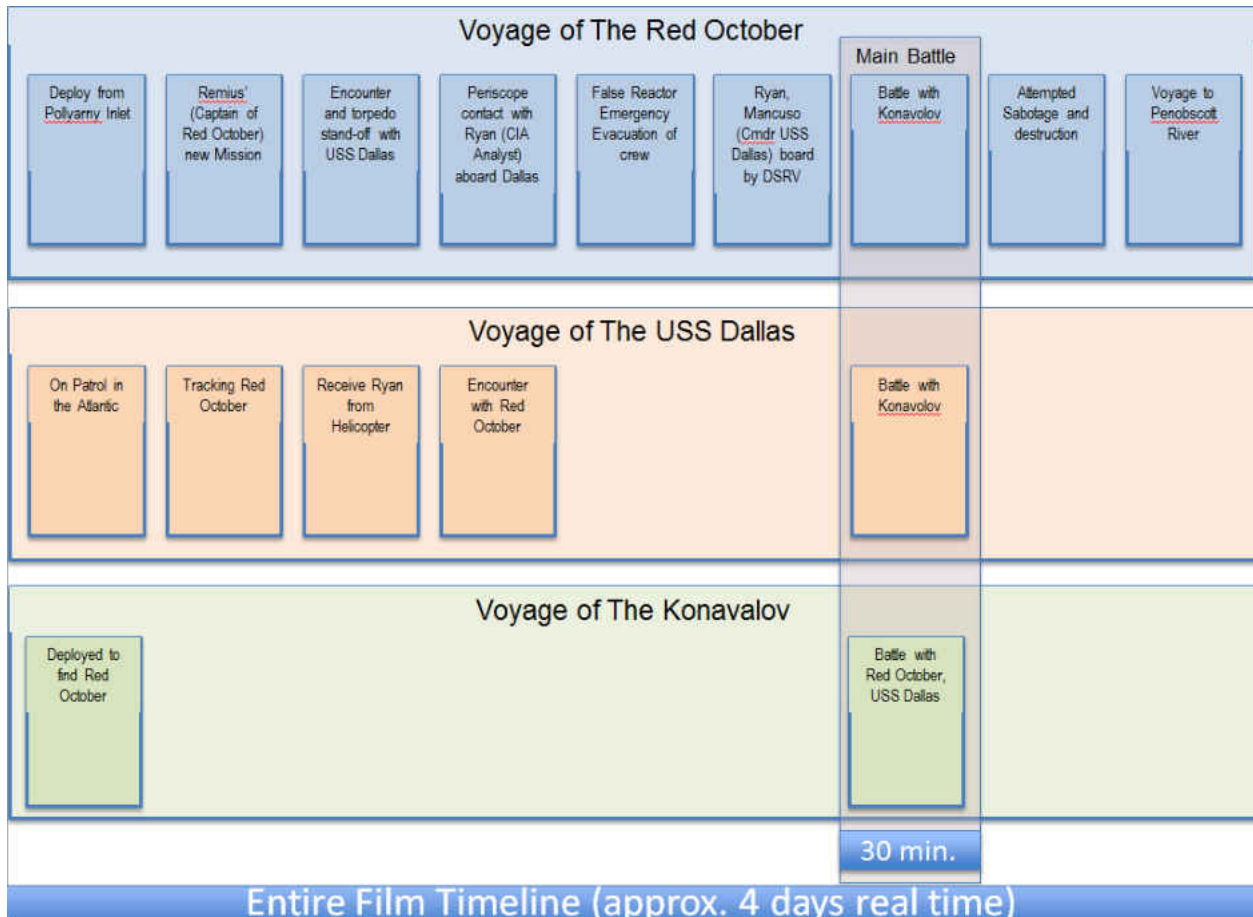 Voyage of The Red October
Main Battle
Deploy from
Pollyarny Inlet
Remius'
(Captain of
Red October)
new Mission
Encounter
and torpedo
stand-off with
USS Dallas
Periscope
contact with
Ryan (CIA
Analyst)
aboard Dallas
False Reactor
Emergency
Evacuation of
crew
Ryan,
Mancuso
(Cmdr USS
Dallas) board
by DSRV
Battle with
Konavolov
Attempted
Sabotage and
destruction
Voyage to
Penobscott
River
Voyage of The USS Dallas
On Patrol in
the Atlantic
Tracking Red
October
Receive Ryan
from
Helicopter
Encounter
with Red
October
Battle with
Konavolov
Voyage of The Konavalov
Deployed to
find Red
October
Battle with
Red October,
USS Dallas
30 min.
Entire Film Timeline (approx. 4 days real time)